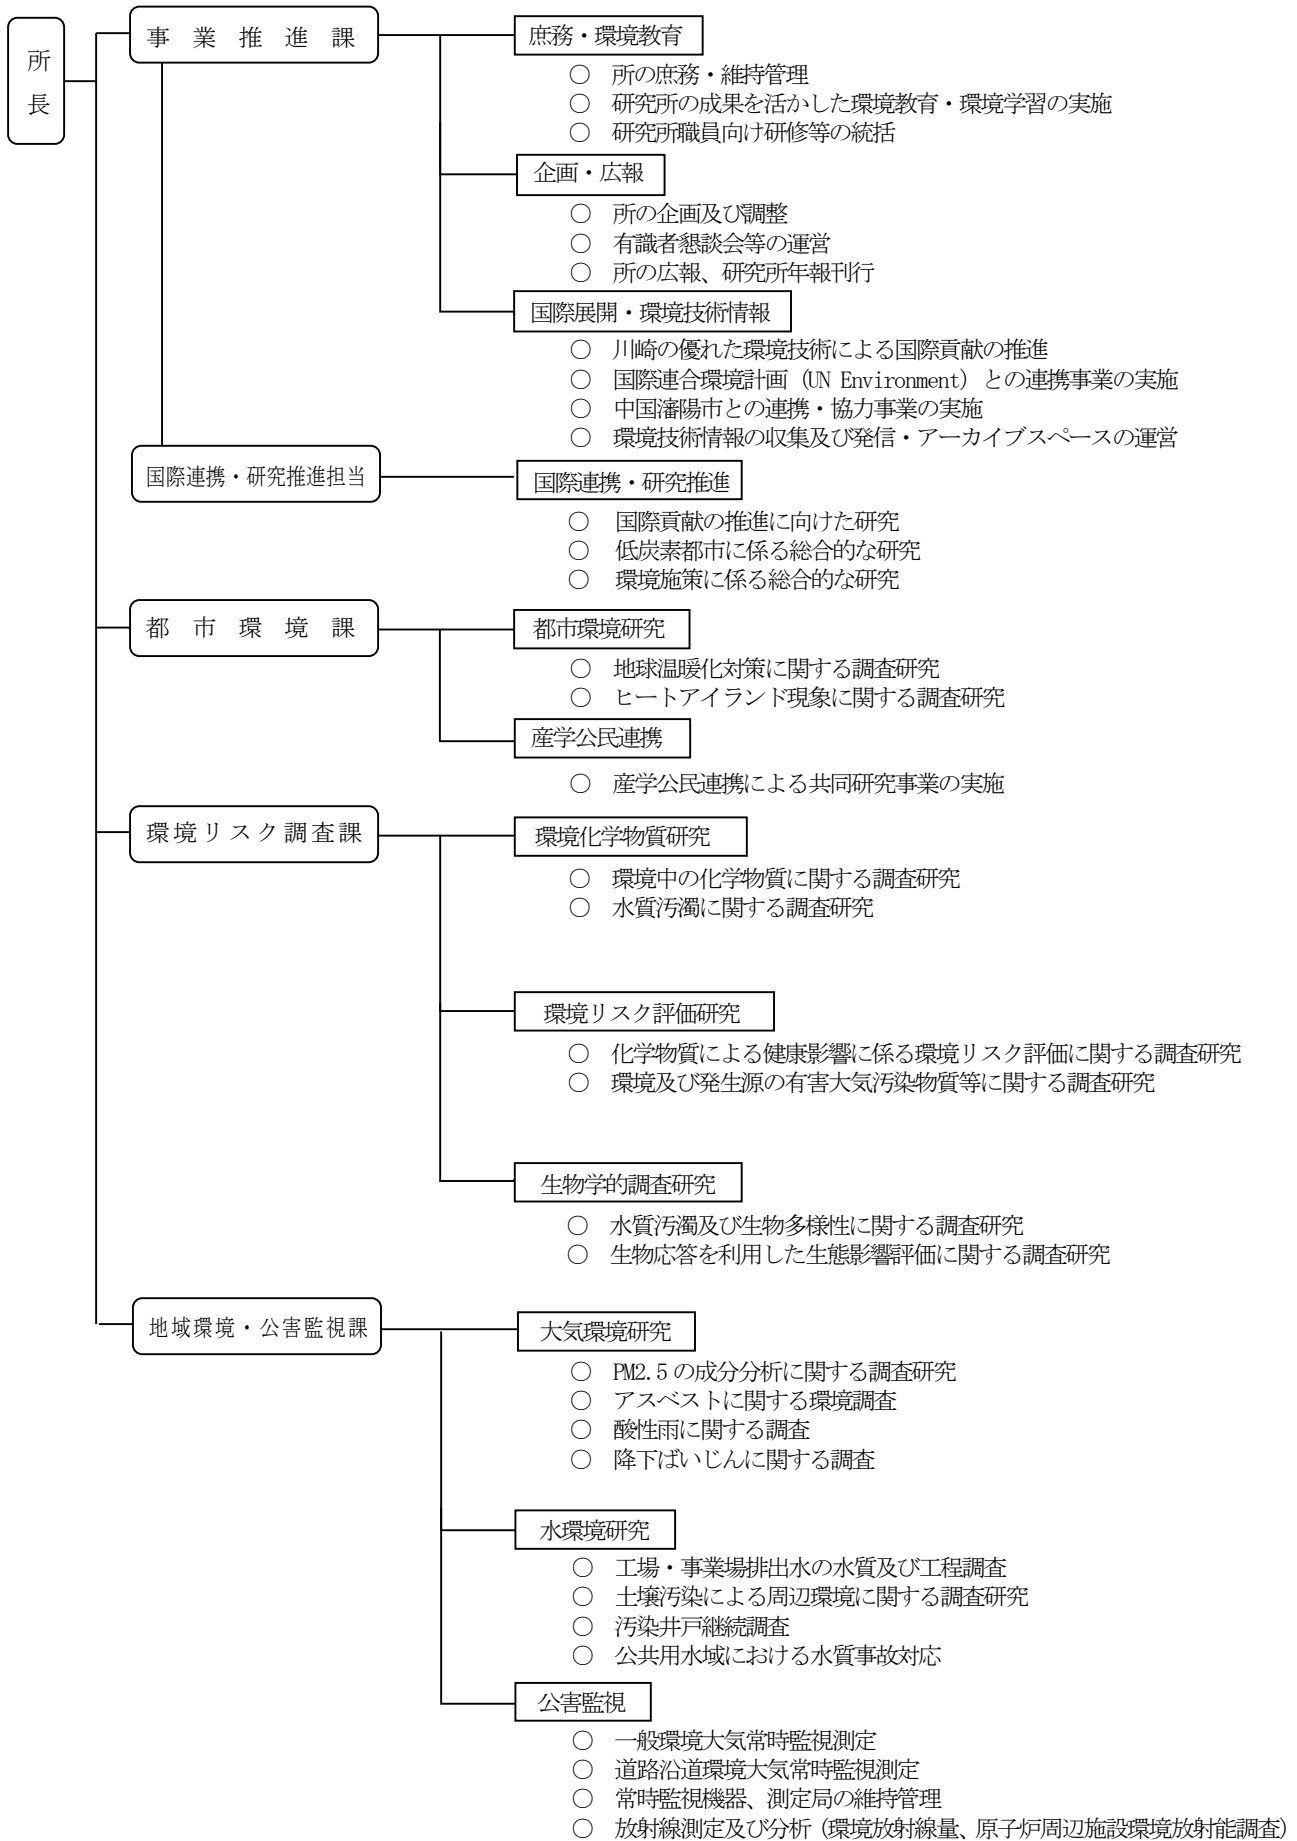 所長
事業推進課
庶務・環境教育
○ 所の庶務・維持管理
○ 研究所の成果を活かした環境教育・環境学習の実施
○ 研究所職員向け研修等の統括
企画・広報
○ 所の企画及び調整
○ 有識者懇談会等の運営
○ 所の広報、研究所年報刊行
国際展開・環境技術情報
○ 川崎の優れた環境技術による国際貢献の推進
○ 国際連合環境計画（UN Environment）との連携事業の実施
○ 中国瀋陽市との連携・協力事業の実施
○ 環境技術情報の収集及び発信・アーカイブスペースの運営
国際連携・研究推進担当
国際連携・研究推進
○ 国際貢献の推進に向けた研究
○ 低炭素都市に係る総合的な研究
○ 環境施策に係る総合的な研究
都市環境課
都市環境研究
○ 地球温暖化対策に関する調査研究
○ ヒートアイランド現象に関する調査研究
産学公民連携
○ 産学公民連携による共同研究事業の実施
環境リスク調査課
環境化学物質研究
○ 環境中の化学物質に関する調査研究
○ 水質汚濁に関する調査研究
環境リスク評価研究
○ 化学物質による健康影響に係る環境リスク評価に関する調査研究
○ 環境及び発生源の有害大気汚染物質等に関する調査研究
生物学的調査研究
○ 水質汚濁及び生物多様性に関する調査研究
○ 生物応答を利用した生態影響評価に関する調査研究
地域環境・公害監視課
大気環境研究
○ PM2.5の成分分析に関する調査研究
○ アスベストに関する環境調査
○ 酸性雨に関する調査
○ 降下ばいじんに関する調査
水環境研究
○ 工場・事業場排出水の水質及び工程調査
○ 土壌汚染による周辺環境に関する調査研究
○ 汚染井戸継続調査
○ 公共用水域における水質事故対応
公害監視
○ 一般環境大気常時監視測定
○ 道路沿道環境大気常時監視測定
○ 常時監視機器、測定局の維持管理
○ 放射線測定及び分析（環境放射線量、原子炉周辺施設環境放射能調査）